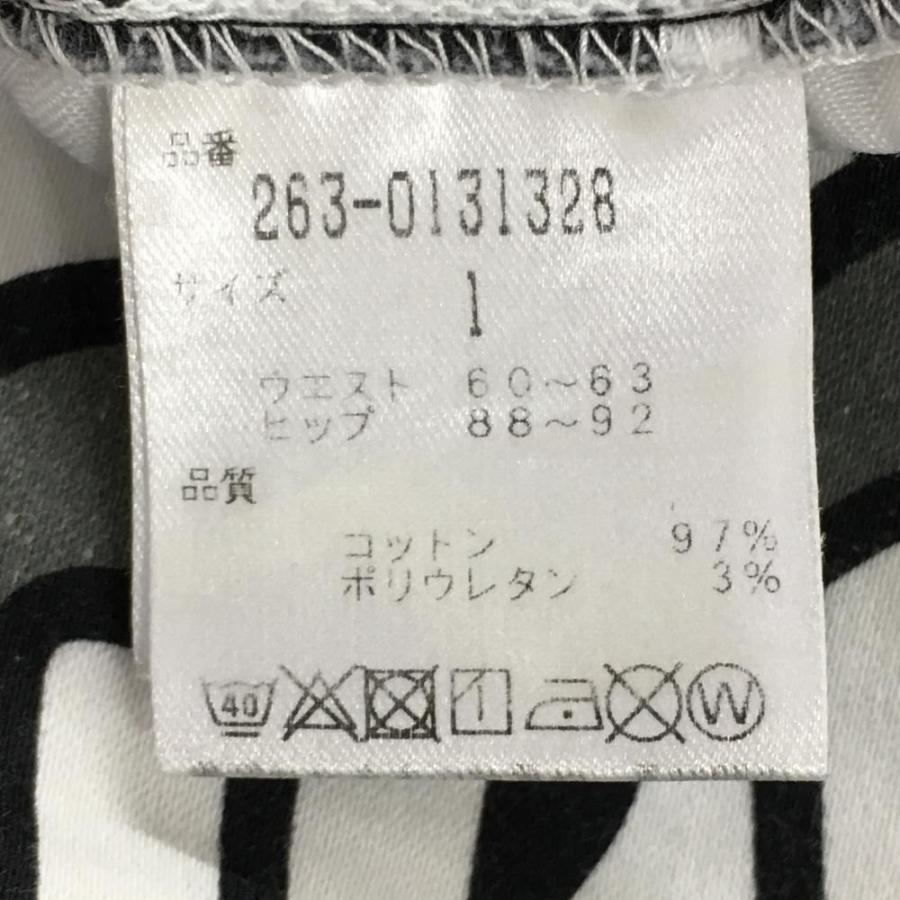 品番
263-0131328
サイズ 1
ウエスト 60～63
ヒップ 88～92
品質
コットン 97%
ポリウレタン 3%
40 W